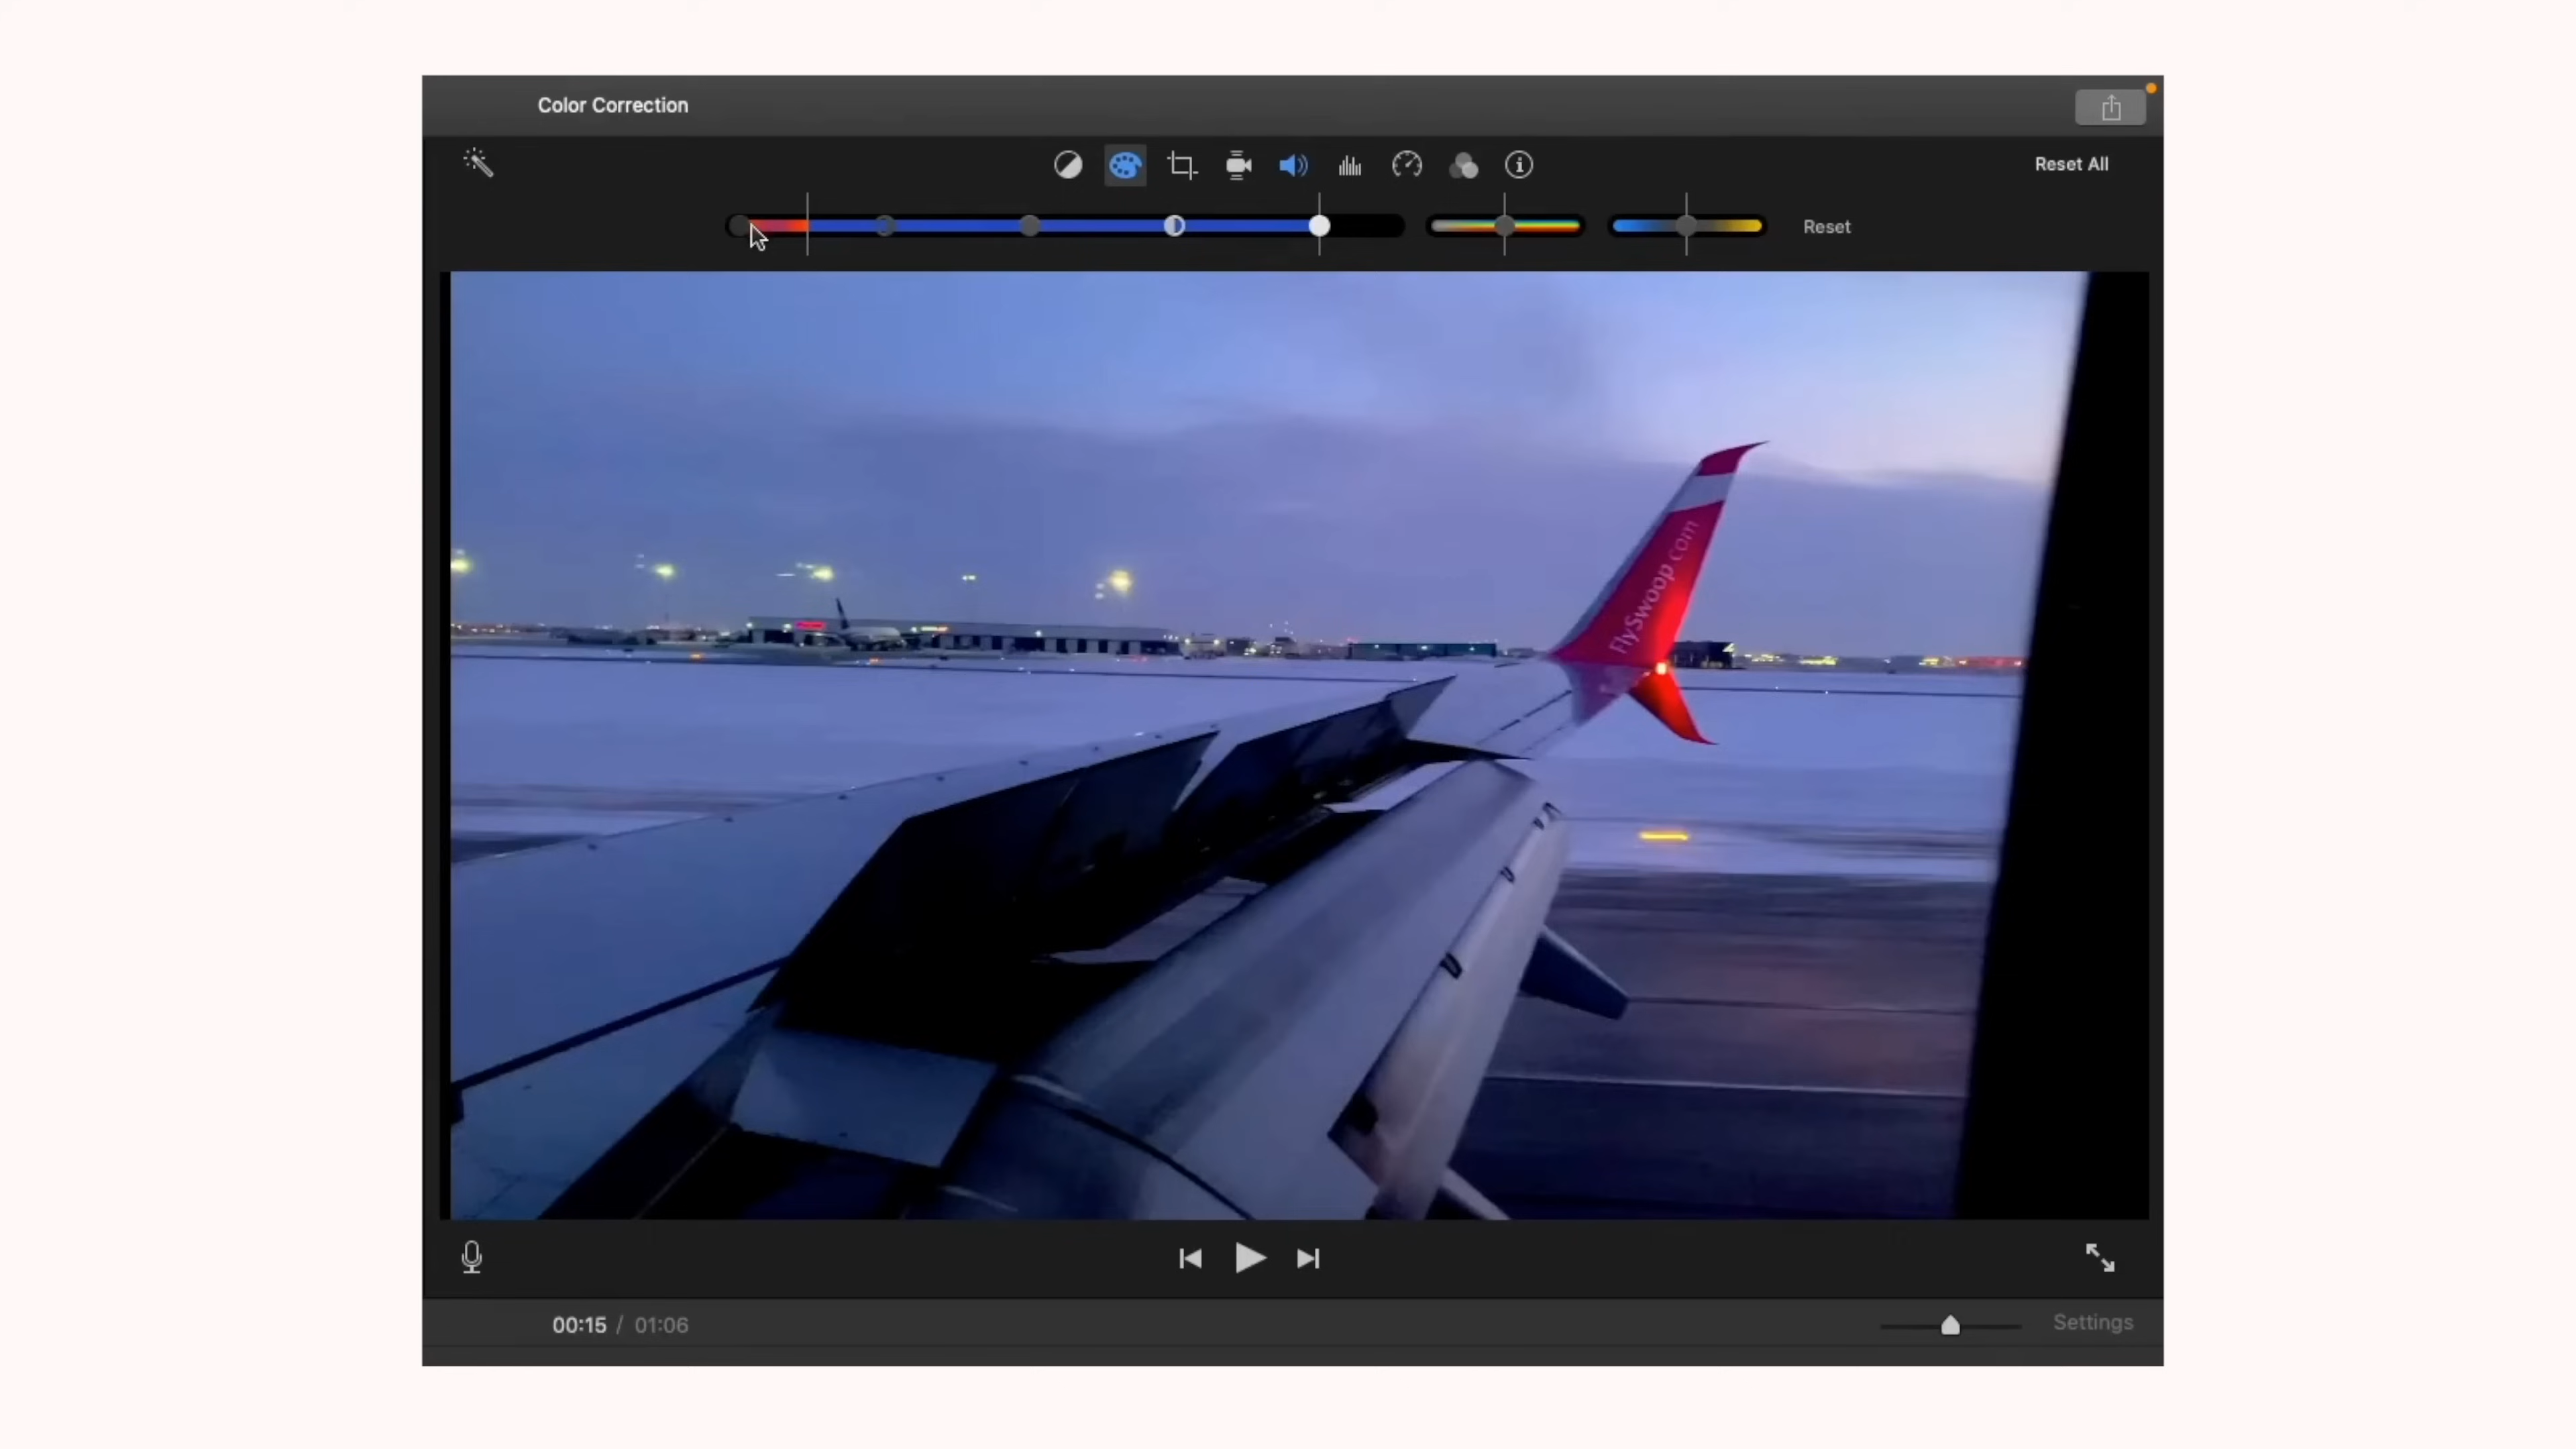 Color Correction
Reset All
Reset
FlySwoop.com
00:15 / 01:06
Settings